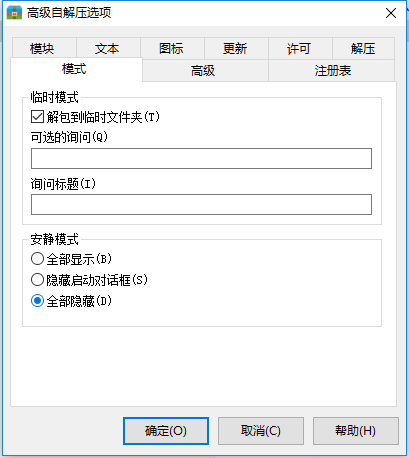 高级自解压选项
模块 文本 图标 更新 许可 解压
模式 高级 注册表
临时模式
解包到临时文件夹(T)
可选的询问(Q)
询问标题(I)
安静模式
全部显示(B)
隐藏启动对话框(S)
全部隐藏(D)
确定(O) 取消(C) 帮助(H)